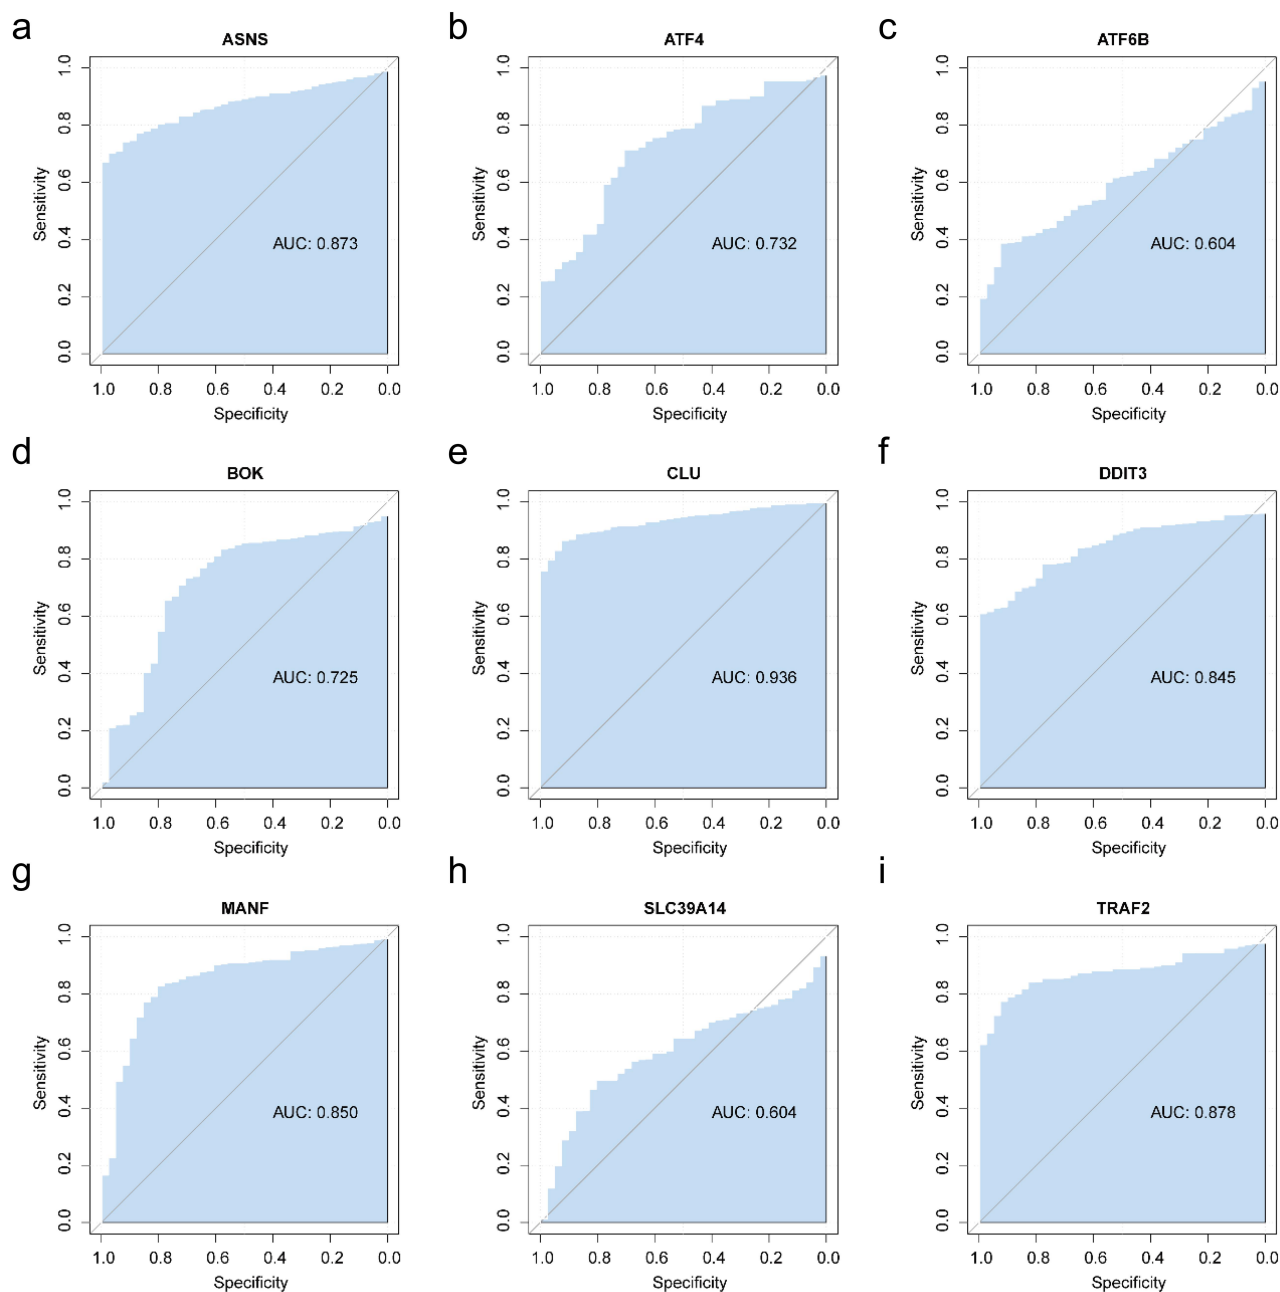 a
ASNS
1.0
0.8
0.6
0.4
0.2
0.0
Sensitivity
AUC: 0.873
1.0 0.8 0.6 0.4 0.2 0.0
Specificity
b
ATF4
1.0
0.8
0.6
0.4
0.2
0.0
Sensitivity
AUC: 0.732
1.0 0.8 0.6 0.4 0.2 0.0
Specificity
c
ATF6B
1.0
0.8
0.6
0.4
0.2
0.0
Sensitivity
AUC: 0.604
1.0 0.8 0.6 0.4 0.2 0.0
Specificity
d
BOK
1.0
0.8
0.6
0.4
0.2
0.0
Sensitivity
AUC: 0.725
1.0 0.8 0.6 0.4 0.2 0.0
Specificity
e
CLU
1.0
0.8
0.6
0.4
0.2
0.0
Sensitivity
AUC: 0.936
1.0 0.8 0.6 0.4 0.2 0.0
Specificity
f
DDIT3
1.0
0.8
0.6
0.4
0.2
0.0
Sensitivity
AUC: 0.845
1.0 0.8 0.6 0.4 0.2 0.0
Specificity
g
MANF
1.0
0.8
0.6
0.4
0.2
0.0
Sensitivity
AUC: 0.850
1.0 0.8 0.6 0.4 0.2 0.0
Specificity
h
SLC39A14
1.0
0.8
0.6
0.4
0.2
0.0
Sensitivity
AUC: 0.604
1.0 0.8 0.6 0.4 0.2 0.0
Specificity
i
TRAF2
1.0
0.8
0.6
0.4
0.2
0.0
Sensitivity
AUC: 0.878
1.0 0.8 0.6 0.4 0.2 0.0
Specificity